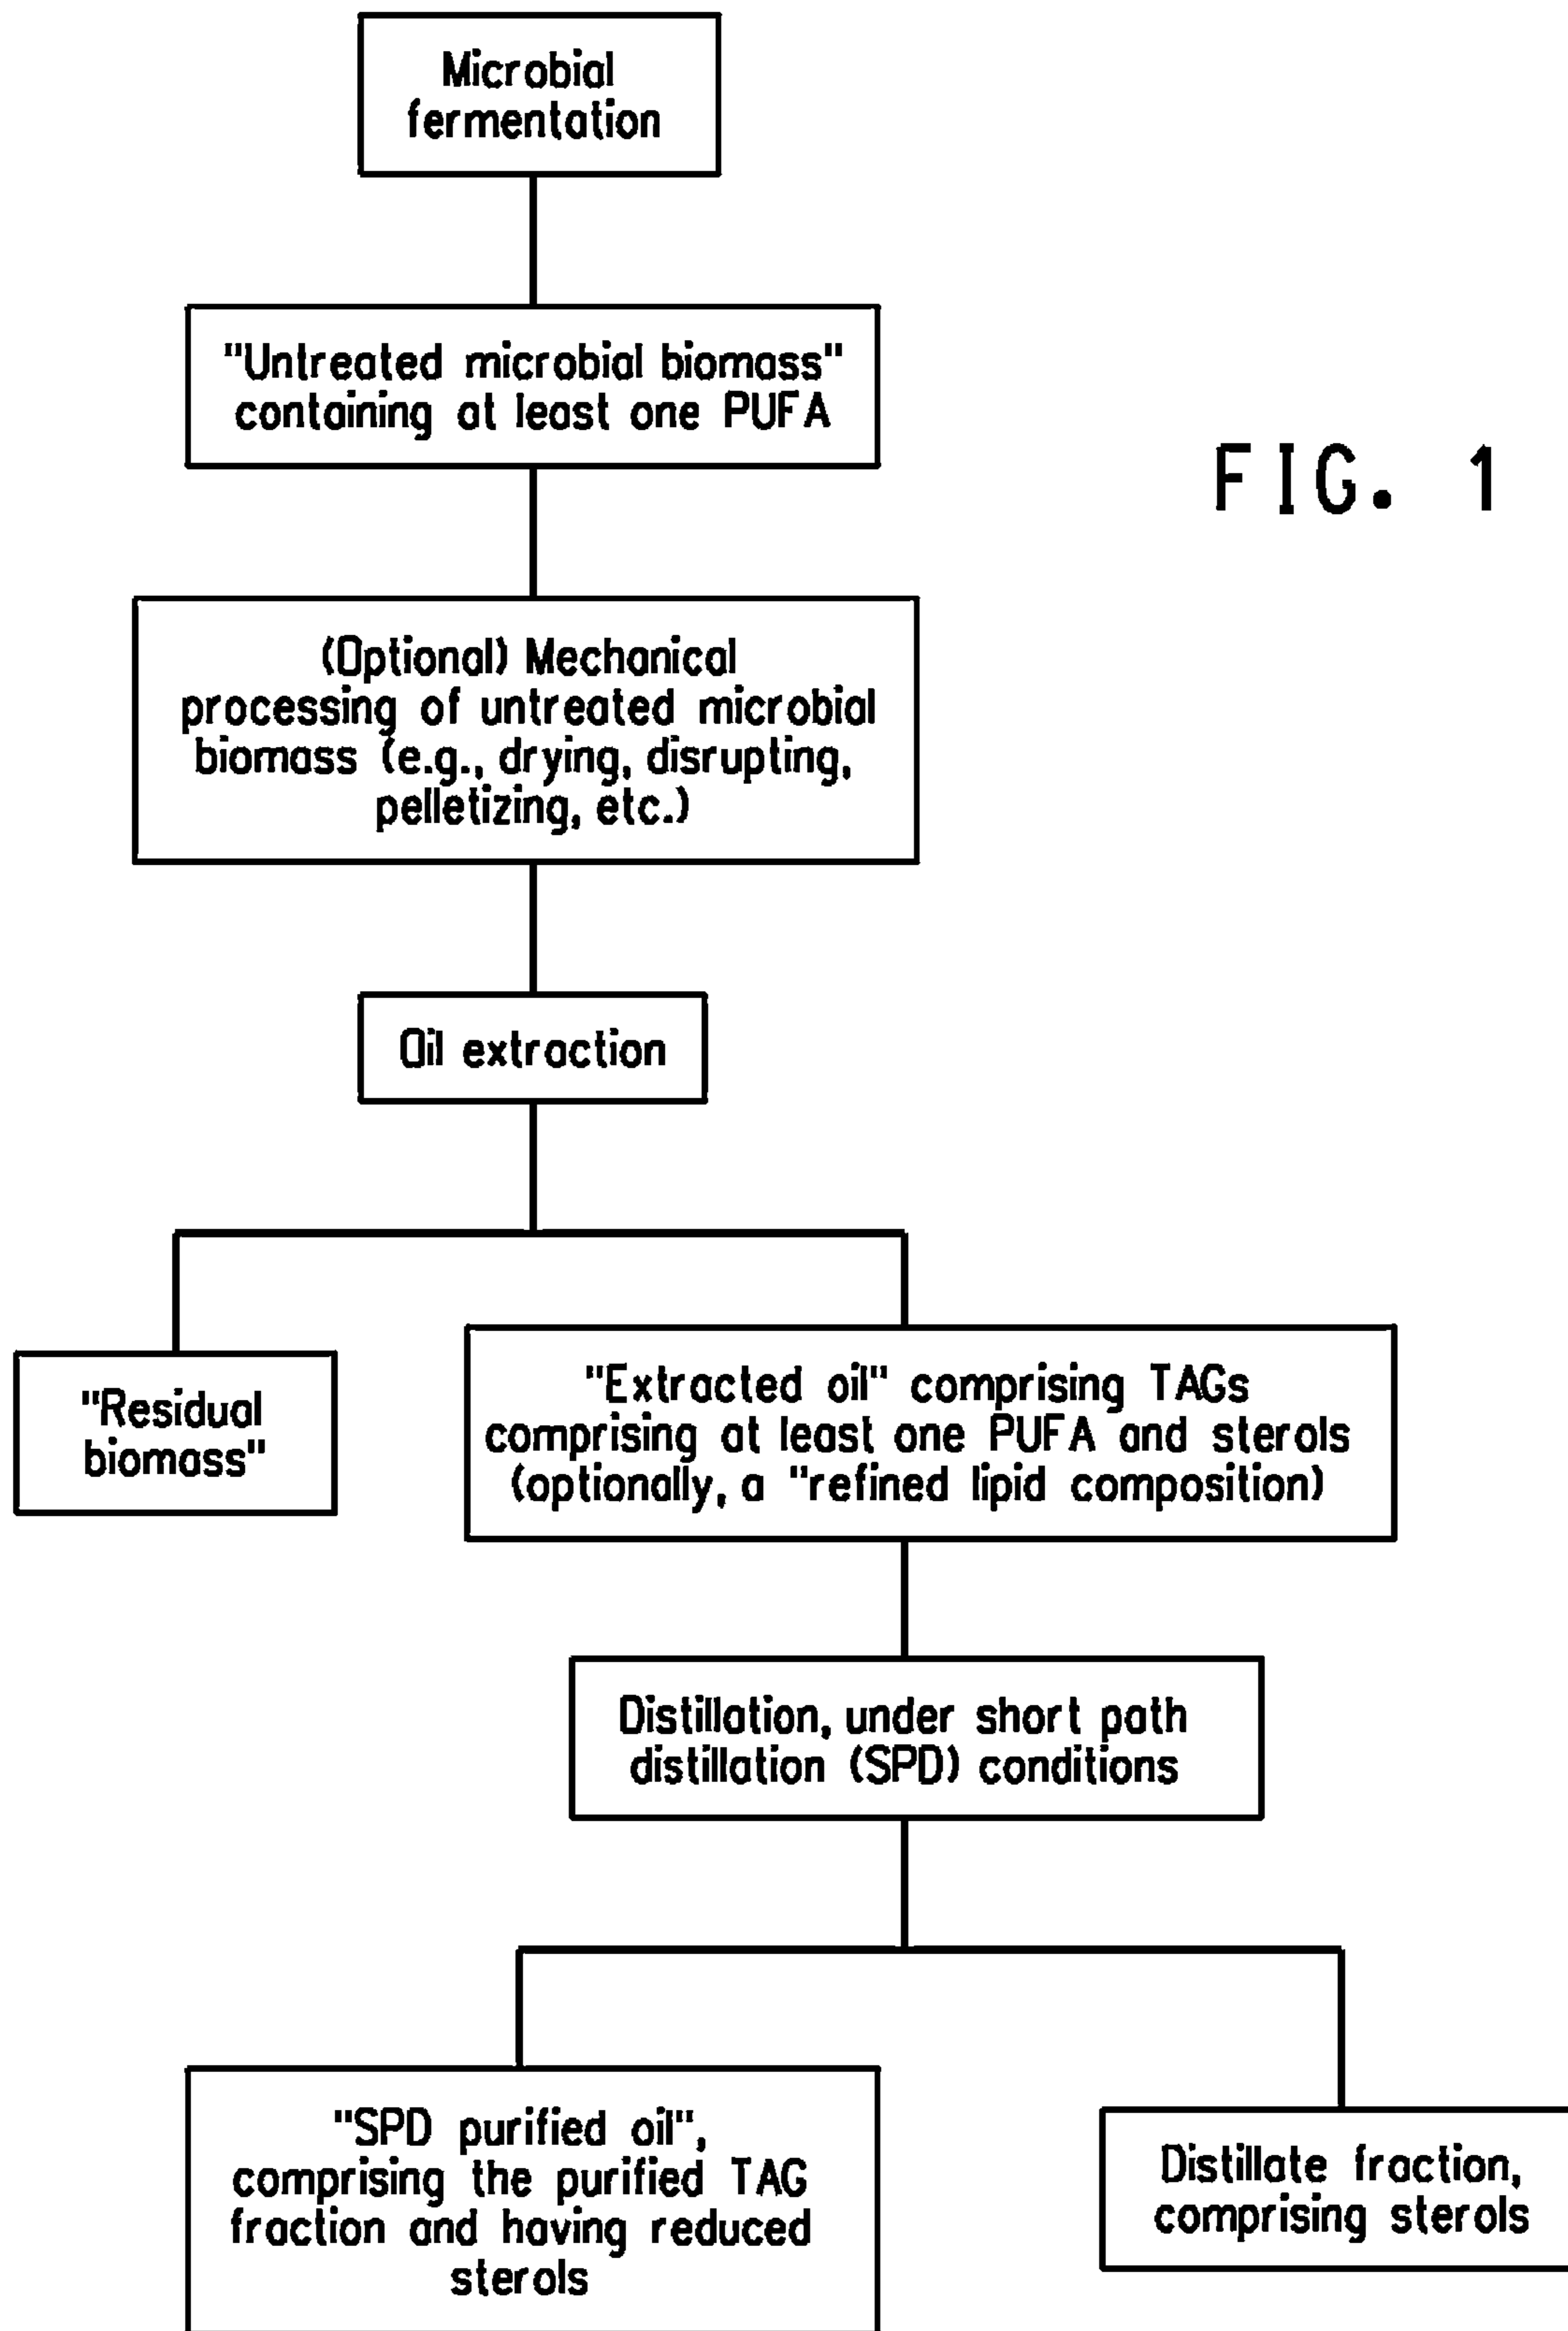 Microbial
fermentation
"Untreated microbial biomass"
containing at least one PUFA
FIG. 1
(Optional) Mechanical
processing of untreated microbial
biomass (e.g., drying, disrupting,
pelletizing, etc.)
Oil extraction
"Residual
biomass"
"Extracted oil" comprising TAGs
comprising at least one PUFA and sterols
(optionally, a "refined lipid composition)
Distillation, under short path
distillation (SPD) conditions
"SPD purified oil",
comprising the purified TAG
fraction and having reduced
sterols
Distillate fraction,
comprising sterols